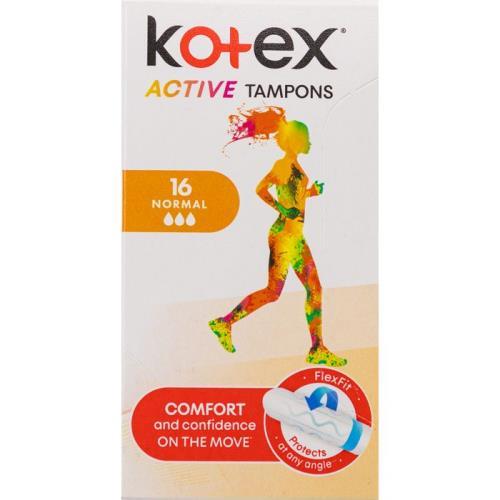 kotex®
ACTIVE TAMPONS
16
NORMAL
COMFORT
and confidence
ON THE MOVE
FlexFit
Protects
at any angle